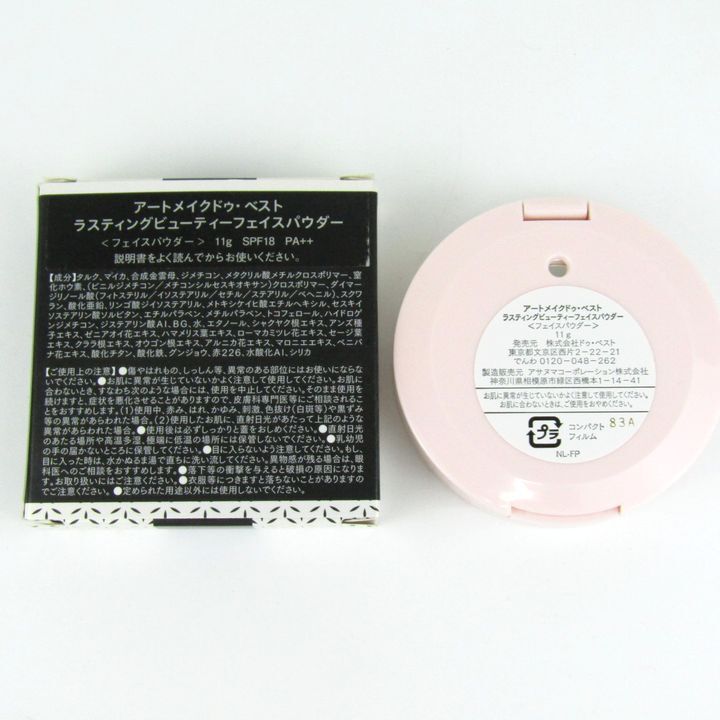 アートメイクドゥ・ベスト
ラスティングビューティーフェイスパウダー
＜フェイスパウダー＞ 11g SPF18 PA++
説明書をよく読んでからお使いください。
【成分】タルク、マイカ、合成金雲母、ジメチコン、メタクリル酸メチルクロスポリマー、窒
化ホウ素、（ビニルジメチコン/メチコンシルセスキオキサン）クロスポリマー、ダイマー
ジリノール酸（フィトステリル/イソステアリル/セチル/ステアリル/ベヘニル）、スクワ
ラン、酸化亜鉛、リンゴ酸ジイソステアリル、メトキシケイヒ酸エチルヘキシル、セスキイ
ソステアリン酸ソルビタン、エチルパラベン、メチルパラベン、トコフェロール、ハイドロゲ
ンジメチコン、ジステアリン酸Al、BG、水、エタノール、シャクヤク根エキス、アンズ種
子エキス、ゼニアオイ花エキス、ハマメリス葉エキス、ローマカミツレ花エキス、セージ葉
エキス、クララ根エキス、オウゴン根エキス、アルニカ花エキス、マロニエエキス、ベニ
バナ花エキス、酸化チタン、酸化鉄、グンジョウ、赤226、水酸化Al、シリカ
【ご使用上の注意】●傷やはれもの、しっしん等、異常のある部位にはお使いになら
ないでください。●お肌に異常が生じていないかよく注意して使用してください。お肌に
合わないとき、すなわち次のような場合には、使用を中止してください。そのまま使用を
続けますと、症状を悪化させることがありますので、皮膚科専門医等にご相談されるこ
とをおすすめします。（1）使用中、赤み、はれ、かゆみ、刺激、色抜け（白斑等）や黒ずみ
等の異常があらわれた場合。（2）使用したお肌に、直射日光があたって上記のような
異常があらわれた場合。●使用後は必ずしっかりと蓋をおしめください。●直射日光
のあたる場所や高温多湿、極端に低温の場所には保管しないでください。●乳幼児
の手の届かないところに保管してください。●目に入らないようご注意してください。もし、
目に入った時は、水かぬるま湯で直ちに洗い流してください。異物感が残る場合は、眼
科医へのご相談をおすすめします。●落下等の衝撃を与えると破損の原因になりま
す。お取り扱いにはご注意ください。●衣服等につきますと落ちないことがありますの
でご注意ください。●定められた用途以外には使用しないでください。
アートメイクドゥ・ベスト
ラスティングビューティーフェイスパウダー
＜フェイスパウダー＞
11g
発売元 株式会社ドゥ・ベスト
東京都文京区西片2-22-21
でんわ 0120-048-262
製造販売元 アサヌマコーポレーション株式会社
神奈川県相模原市緑区西橋本1-14-41
お肌に異常が生じていないかよく注意して使用してください。
お肌に合わないときは、ご使用をおやめください。
プラ
コンパクト
フィルム
83A
NL-FP